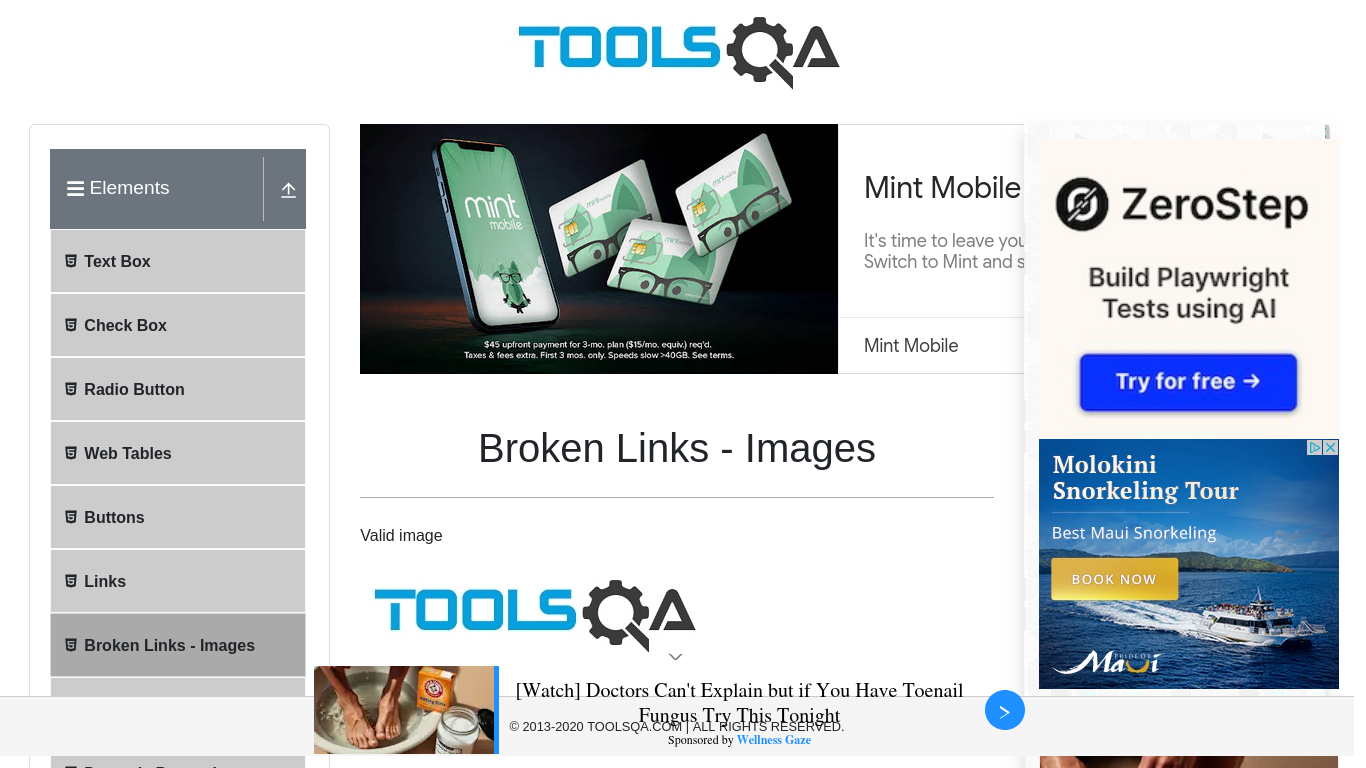 TOOLSQA
Elements
Text Box
Check Box
Radio Button
Web Tables
Buttons
Links
Broken Links - Images
mint
mobile
$45 upfront payment for 3-mo. plan ($15/mo. equiv.) req'd.
Taxes & fees extra. First 3 mos. only. Speeds slow >40GB. See terms.
Mint Mobile
It's time to leave you
Switch to Mint and s
Mint Mobile
Broken Links - Images
Valid image
TOOLSQA
ZeroStep
Build Playwright
Tests using AI
Try for free →
Molokini
Snorkeling Tour
Best Maui Snorkeling
BOOK NOW
PRIDE OF
Maui
[Watch] Doctors Can't Explain but if You Have Toenail
Fungus Try This Tonight
© 2013-2020 TOOLSQA.COM | ALL RIGHTS RESERVED.
Sponsored by Wellness Gaze